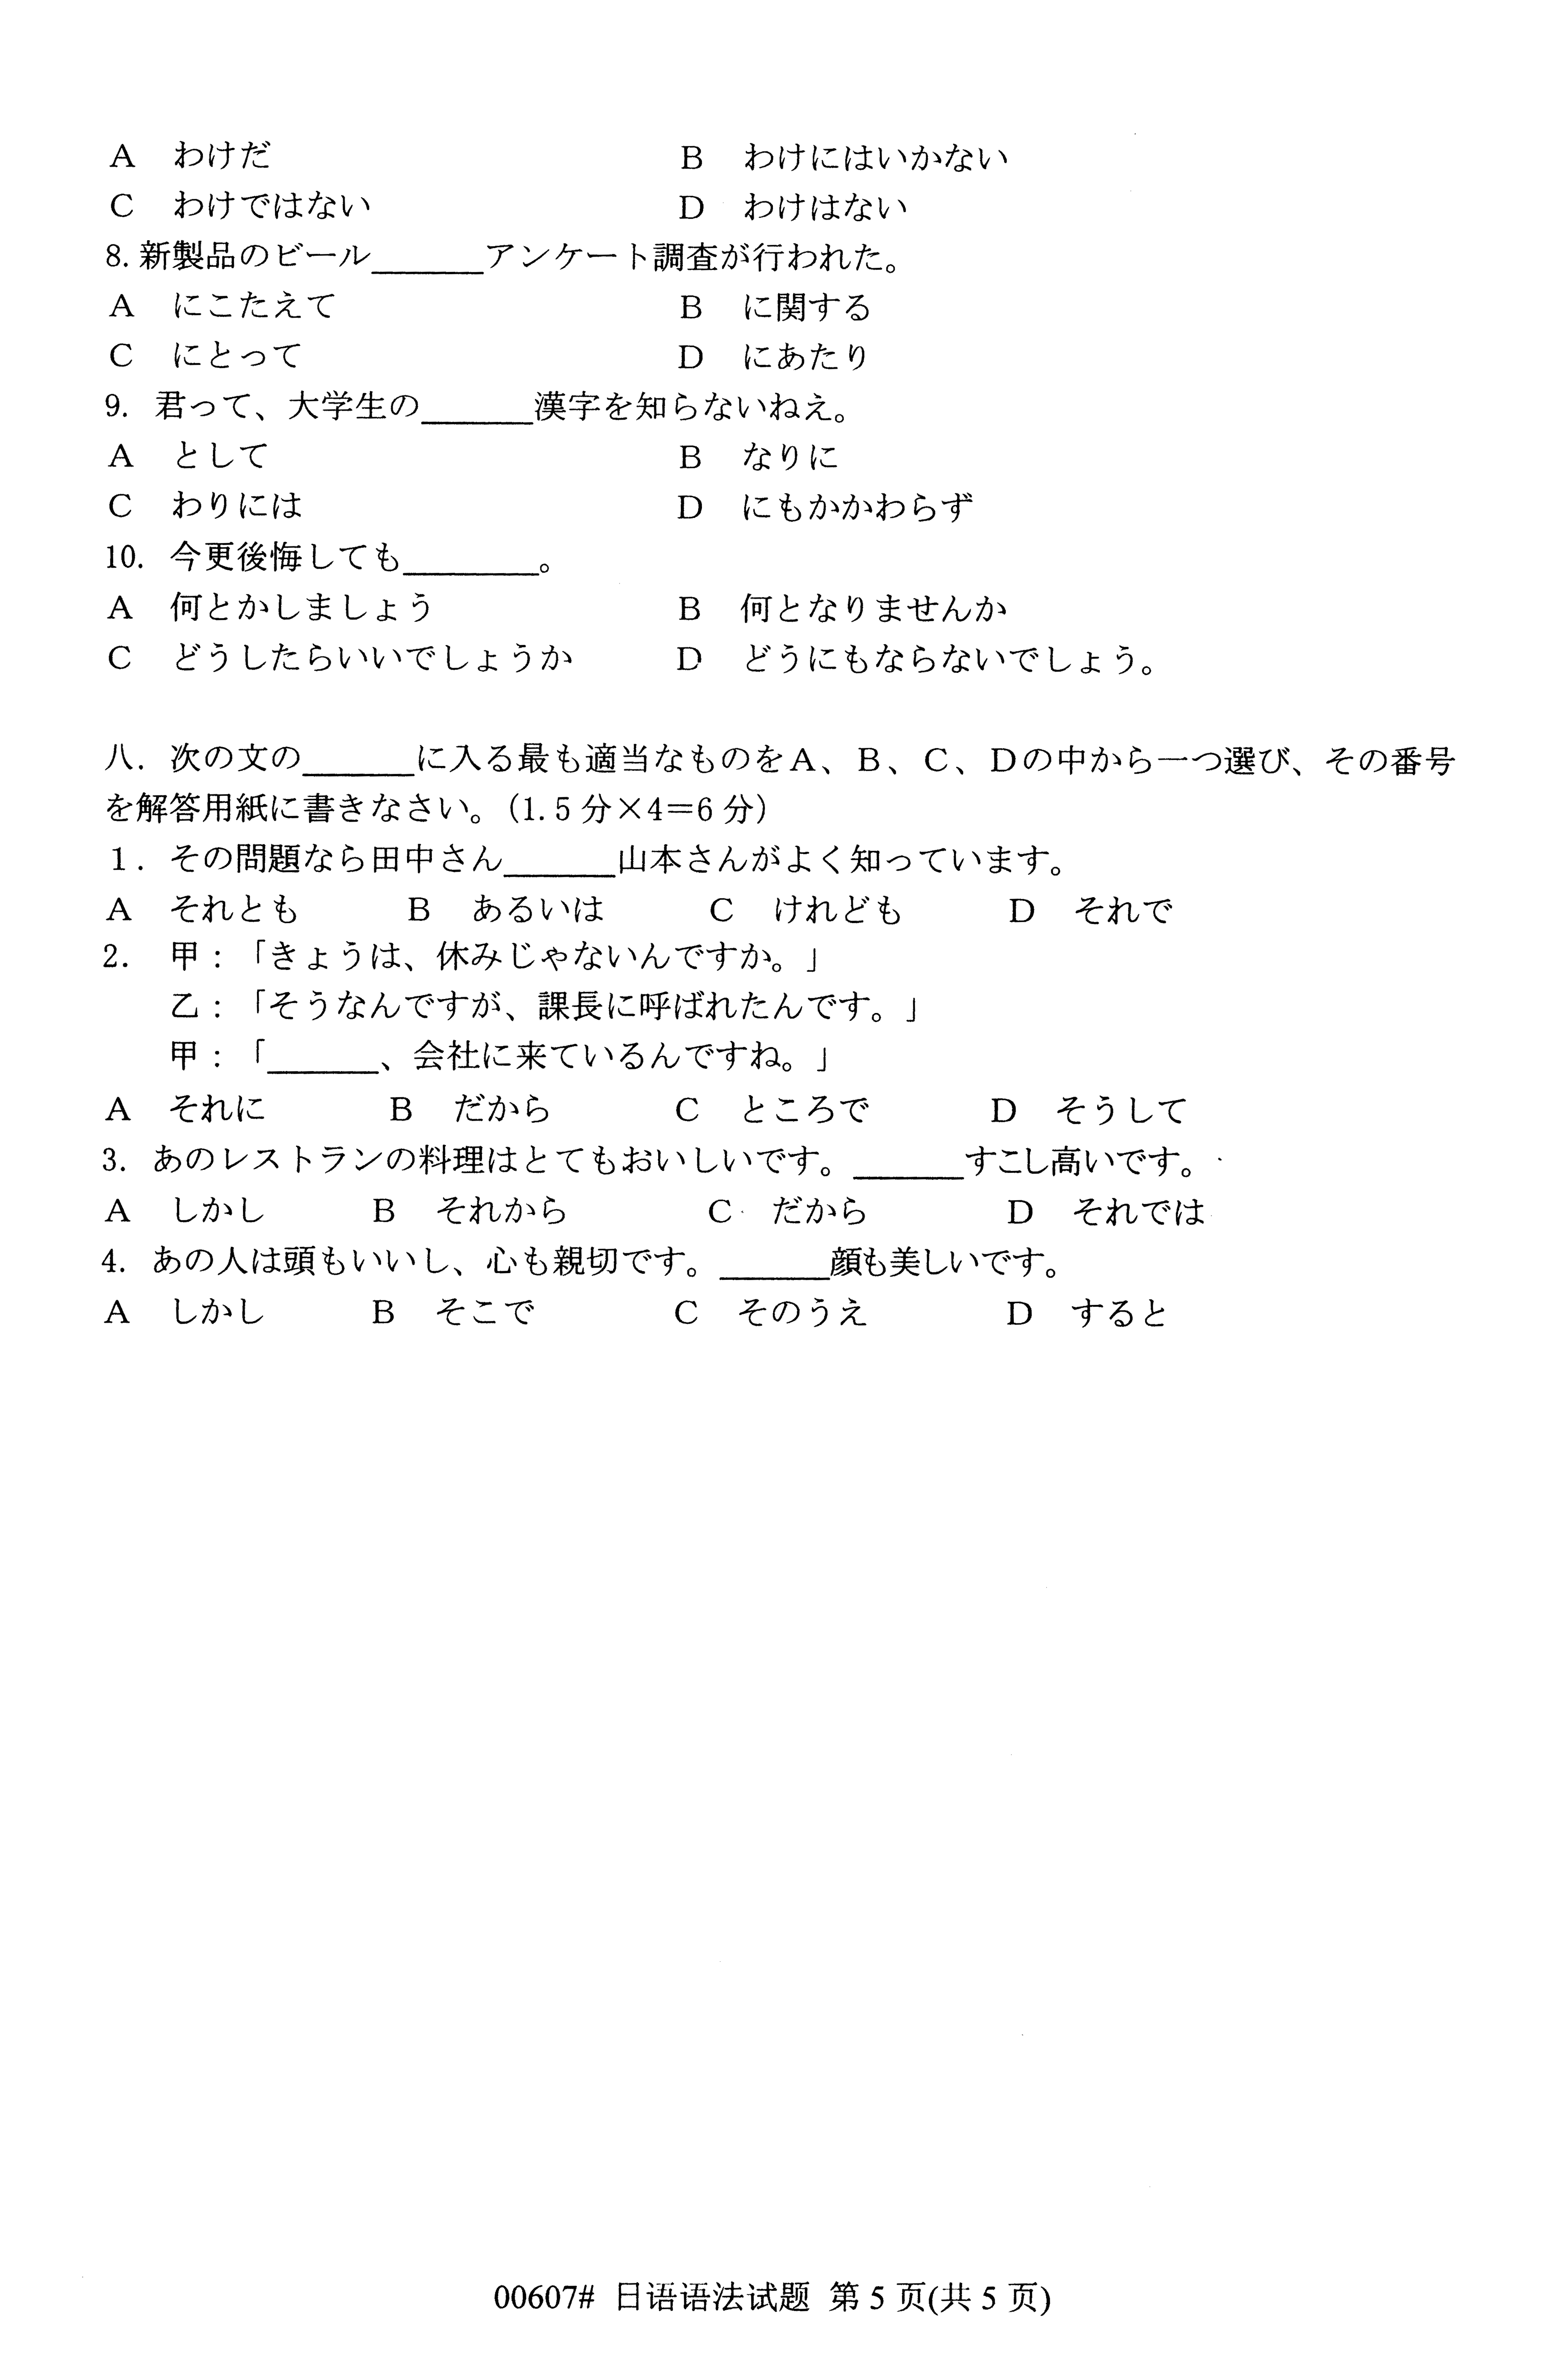 A　わけだ　　　B　わけにはいかない
C　わけではない　　　D　わけはない
8. 新製品のビール______アンケート調査が行われた。
A　にこたえて　　　B　に関する
C　にとって　　　D　にあたり
9.　君って、大学生の______漢字を知らないねえ。
A　として　　　B　なりに
C　わりには　　　D　にもかかわらず
10.　今更後悔しても________。
A　何とかしましょう　　　B　何となりませんか
C　どうしたらいいでしょうか　　　D　どうにもならないでしょう。
八．次の文の______に入る最も適当なものをA、B、C、Dの中から一つ選び、その番号
を解答用紙に書きなさい。(1.5分×4=6分)
1．その問題なら田中さん______山本さんがよく知っています。
A　それとも　　　B　あるいは　　　C　けれども　　　D　それで
2.　甲：「きょうは、休みじゃないんですか。」
乙：「そうなんですが、課長に呼ばれたんです。」
甲：「______、会社に来ているんですね。」
A　それに　　　B　だから　　　C　ところで　　　D　そうして
3.　あのレストランの料理はとてもおいしいです。______すこし高いです。
A　しかし　　　B　それから　　　C　だから　　　D　それでは
4.　あの人は頭もいいし、心も親切です。______顔も美しいです。
A　しかし　　　B　そこで　　　C　そのうえ　　　D　すると
00607# 日语语法试题 第 5 页(共 5 页)